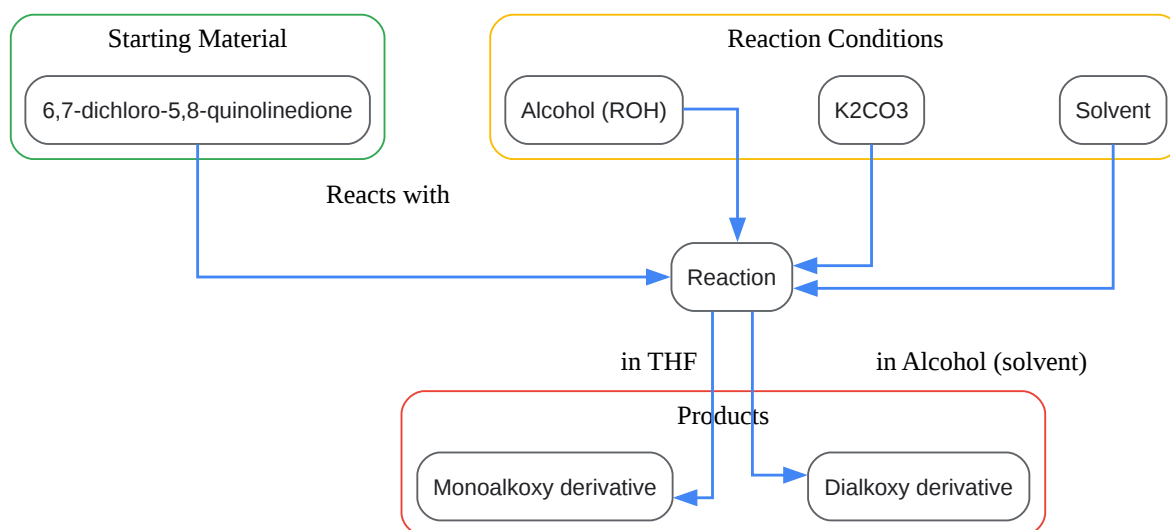 Starting Material
Reaction Conditions
6,7-dichloro-5,8-quinolinedione
Alcohol (ROH)
K2CO3
Solvent
Reacts with
Reaction
in THF
in Alcohol (solvent)
Products
Monoalkoxy derivative
Dialkoxy derivative